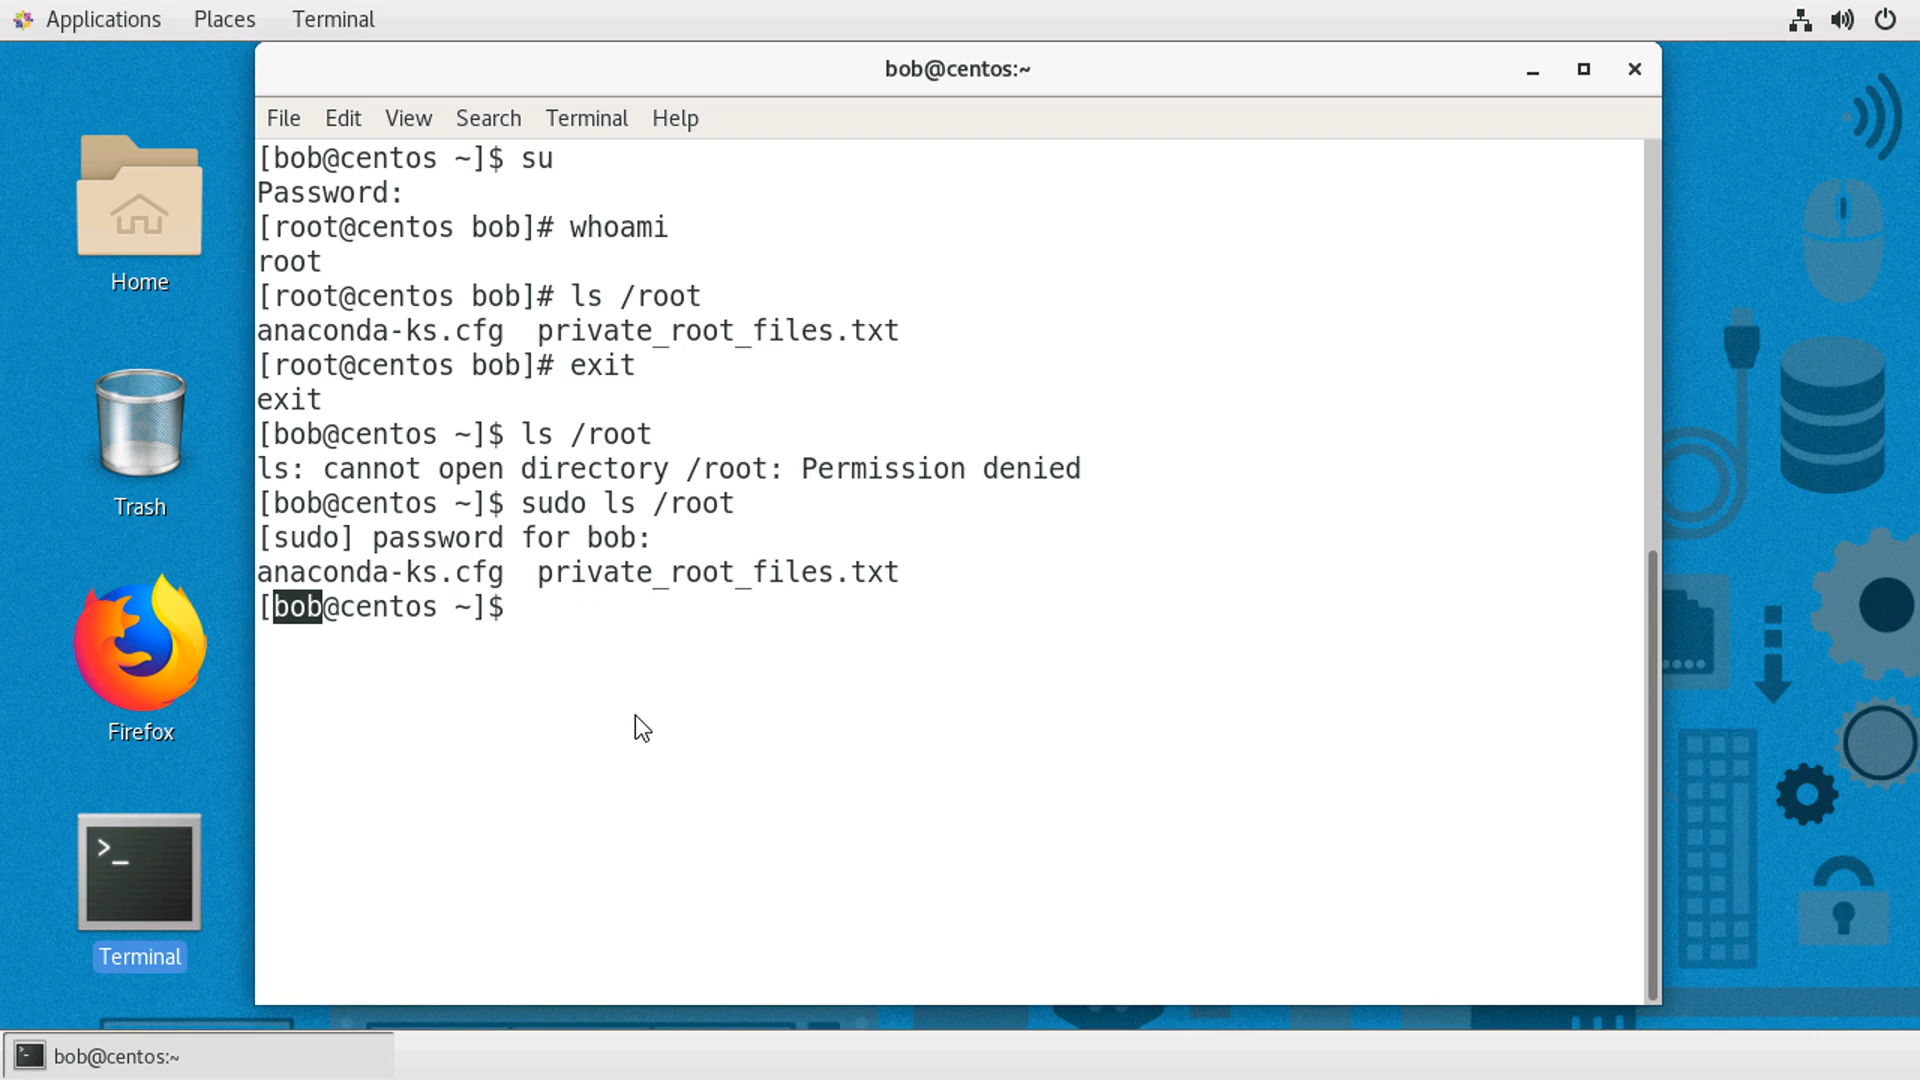 Applications Places Terminal
bob@centos:~
File Edit View Search Terminal Help
[bob@centos ~]$ su
Password:
[root@centos bob]# whoami
root
[root@centos bob]# ls /root
anaconda-ks.cfg  private_root_files.txt
[root@centos bob]# exit
exit
[bob@centos ~]$ ls /root
ls: cannot open directory /root: Permission denied
[bob@centos ~]$ sudo ls /root
[sudo] password for bob:
anaconda-ks.cfg  private_root_files.txt
[bob@centos ~]$
Home
Trash
Firefox
>_
Terminal
bob@centos:~